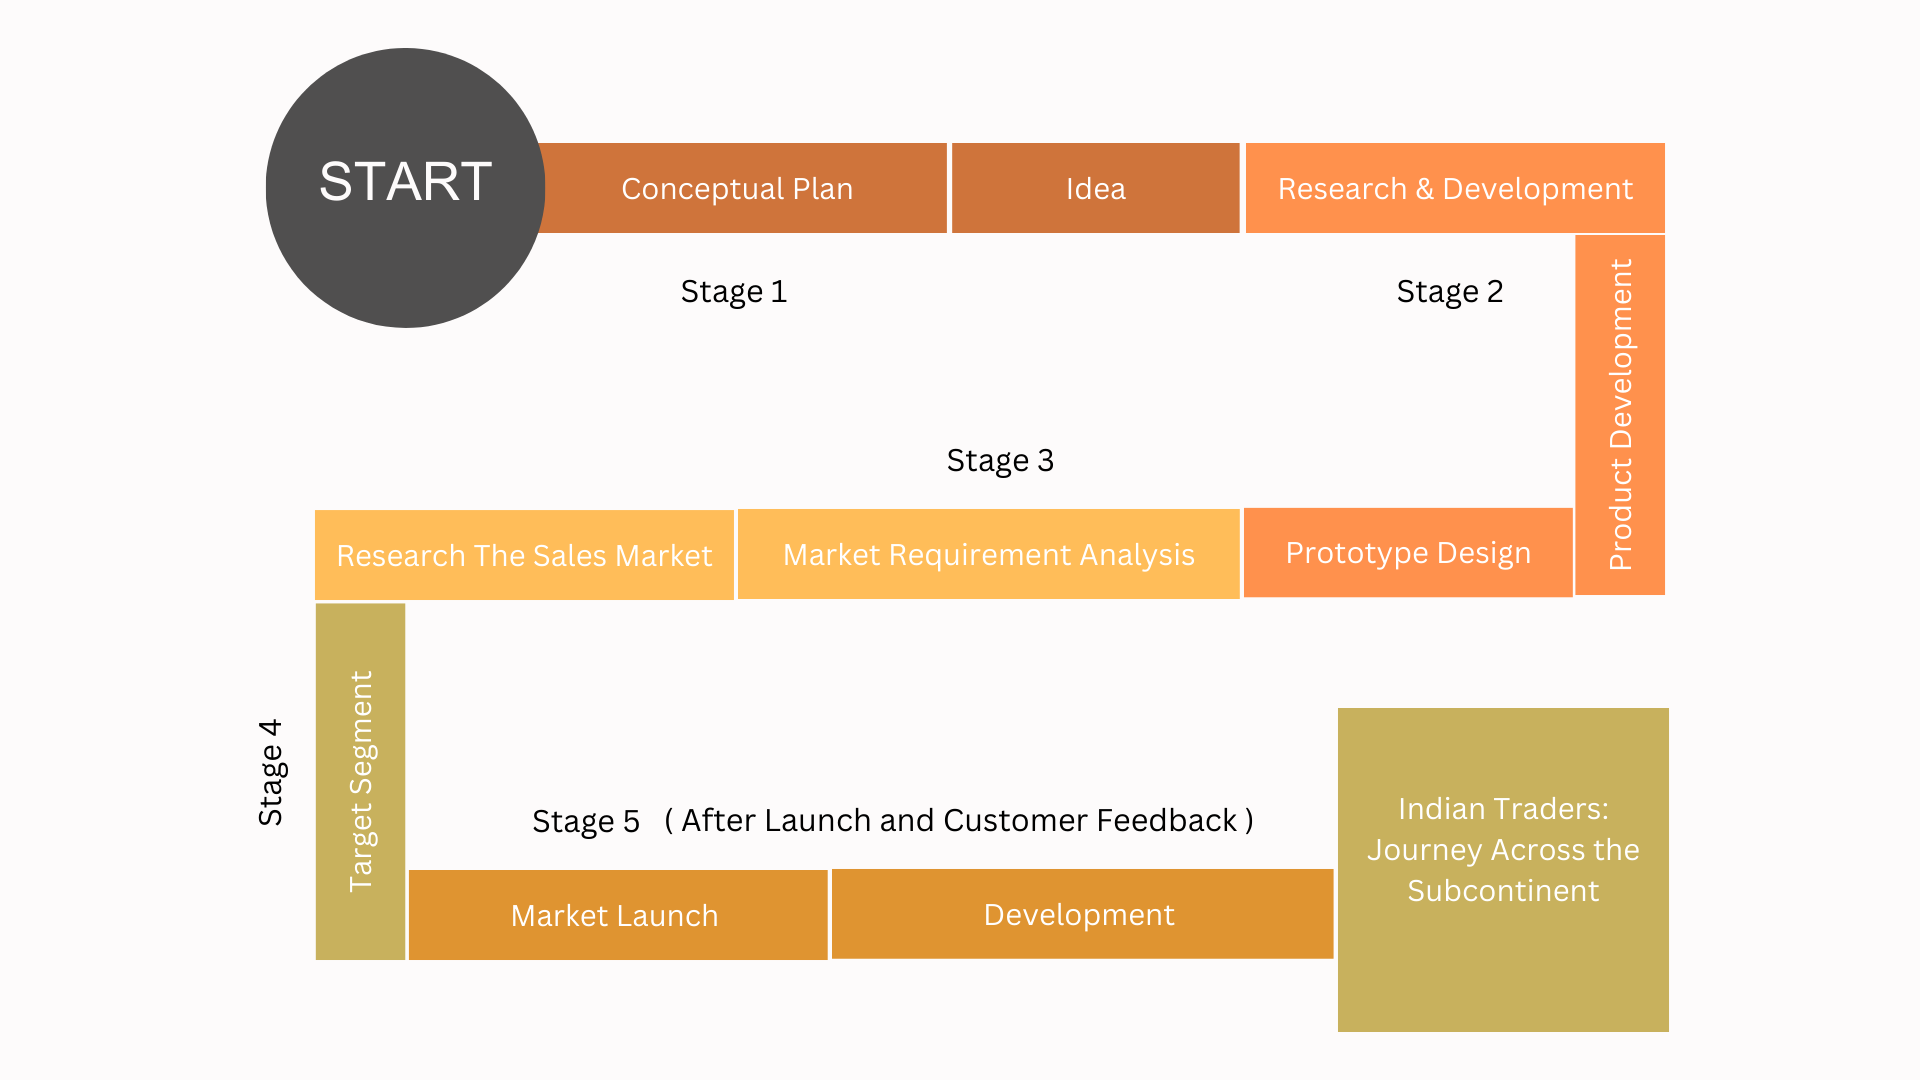 START
Conceptual Plan
Idea
Research & Development
Stage 1
Stage 2
Product Development
Stage 3
Prototype Design
Market Requirement Analysis
Research The Sales Market
Stage 4
Target Segment
Stage 5 ( After Launch and Customer Feedback )
Market Launch
Development
Indian Traders:
Journey Across the
Subcontinent